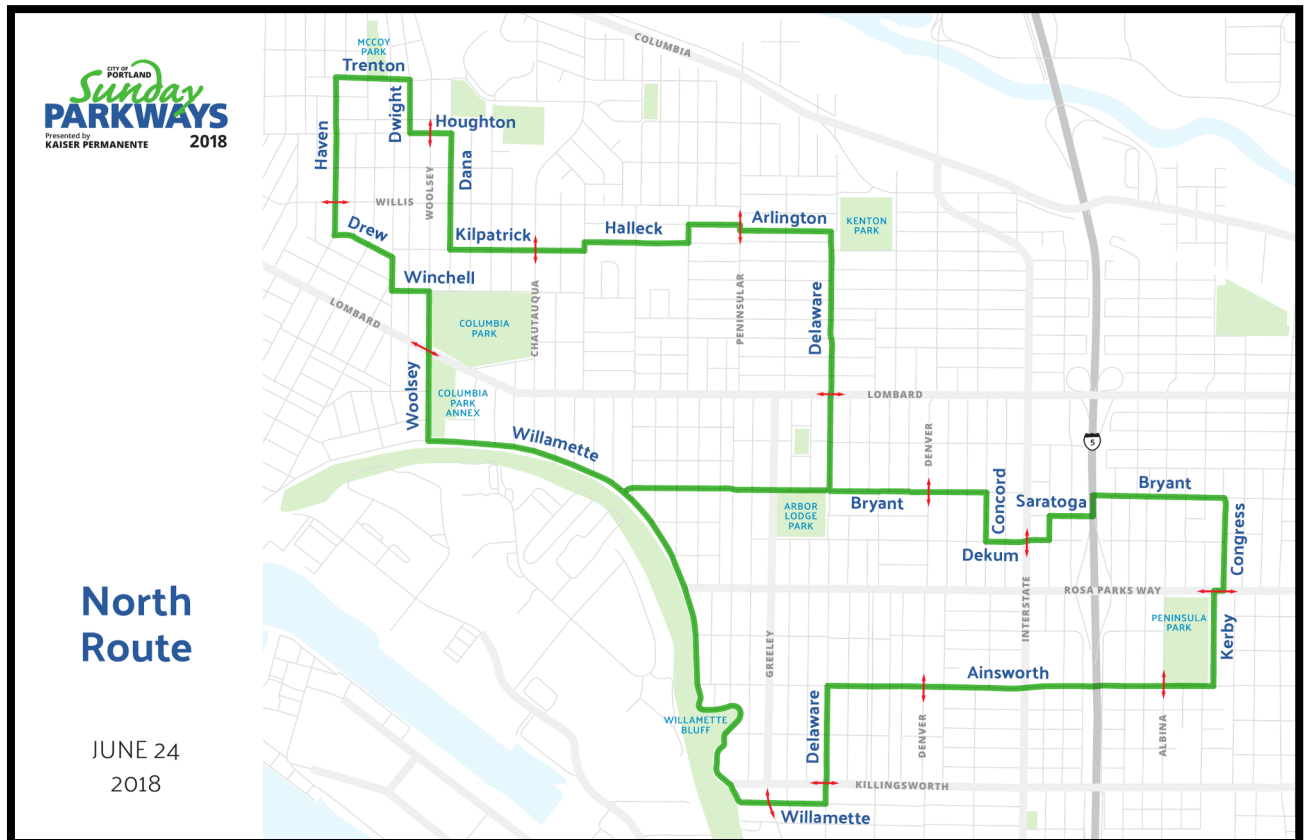 CITY OF
PORTLAND
Sunday
PARKWAYS
Presented by
KAISER PERMANENTE
2018
North
Route
JUNE 24
2018
COLUMBIA
MCCOY
PARK
Trenton
Dwight
Houghton
Haven
Dana
WOOLSEY
WILLIS
Drew
Kilpatrick
Halleck
Arlington
KENTON
PARK
Winchell
LOMBARD
COLUMBIA
PARK
CHAUTAUQUA
PENINSULAR
Delaware
Woolsey
COLUMBIA
PARK
ANNEX
LOMBARD
Willamette
DENVER
5
ARBOR
LODGE
PARK
Bryant
Concord
Saratoga
Bryant
Dekum
Congress
INTERSTATE
ROSA PARKS WAY
PENINSULA
PARK
Kerby
GREELEY
Ainsworth
WILLAMETTE
BLUFF
Delaware
DENVER
ALBINA
KILLINGSWORTH
Willamette